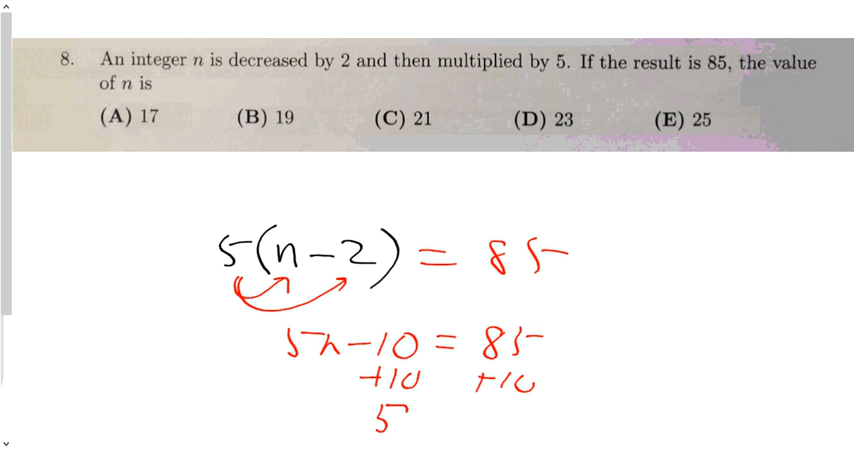 8. An integer n is decreased by 2 and then multiplied by 5. If the result is 85, the value
of n is
(A) 17 (B) 19 (C) 21 (D) 23 (E) 25
5(n-2) = 85
5n-10 = 85
+10 +10
5